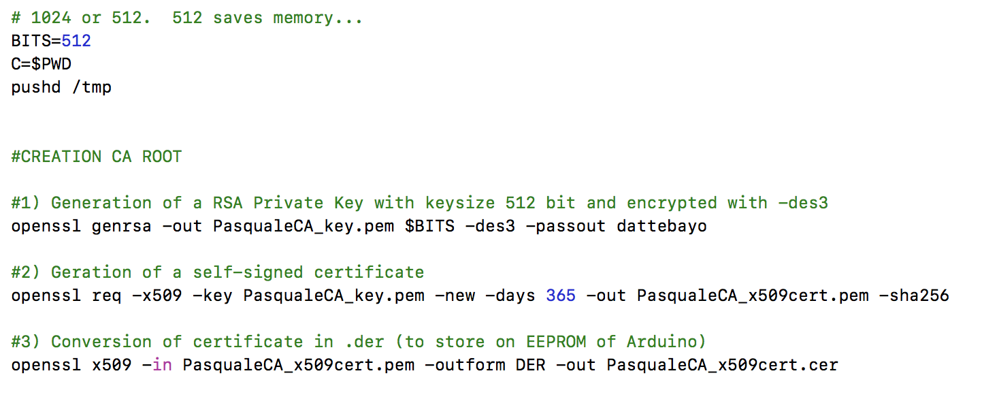 # 1024 or 512.  512 saves memory...
BITS=512
C=$PWD
pushd /tmp
#CREATION CA ROOT
#1) Generation of a RSA Private Key with keysize 512 bit and encrypted with -des3
openssl genrsa -out PasqualeCA_key.pem $BITS -des3 -passout dattebayo
#2) Geration of a self-signed certificate
openssl req -x509 -key PasqualeCA_key.pem -new -days 365 -out PasqualeCA_x509cert.pem -sha256
#3) Conversion of certificate in .der (to store on EEPROM of Arduino)
openssl x509 -in PasqualeCA_x509cert.pem -outform DER -out PasqualeCA_x509cert.cer